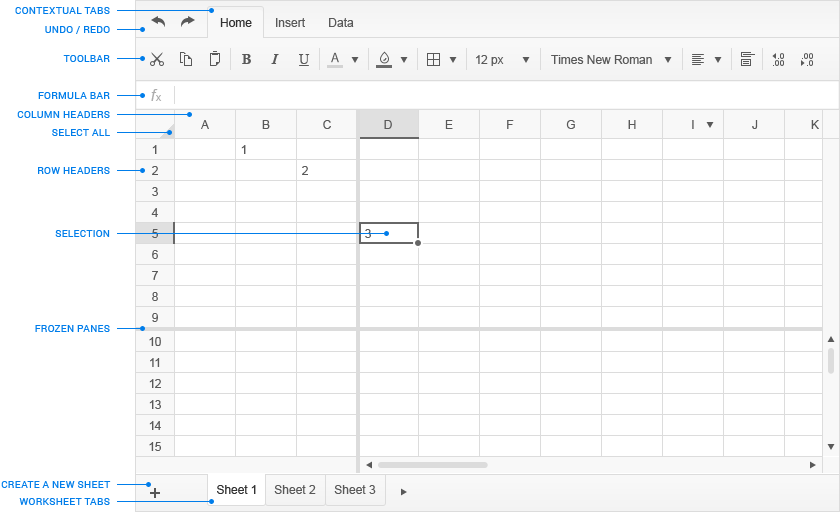 CONTEXTUAL TABS
UNDO / REDO
Home Insert Data
TOOLBAR
B I U A 12 px Times New Roman .0 .00 .00 .0
FORMULA BAR
fx
COLUMN HEADERS
SELECT ALL
A B C D E F G H I J K
1 1
ROW HEADERS
2 2
3
4
SELECTION
5 3
6
7
8
9
FROZEN PANES
10
11
12
13
14
15
CREATE A NEW SHEET
+ Sheet 1 Sheet 2 Sheet 3
WORKSHEET TABS